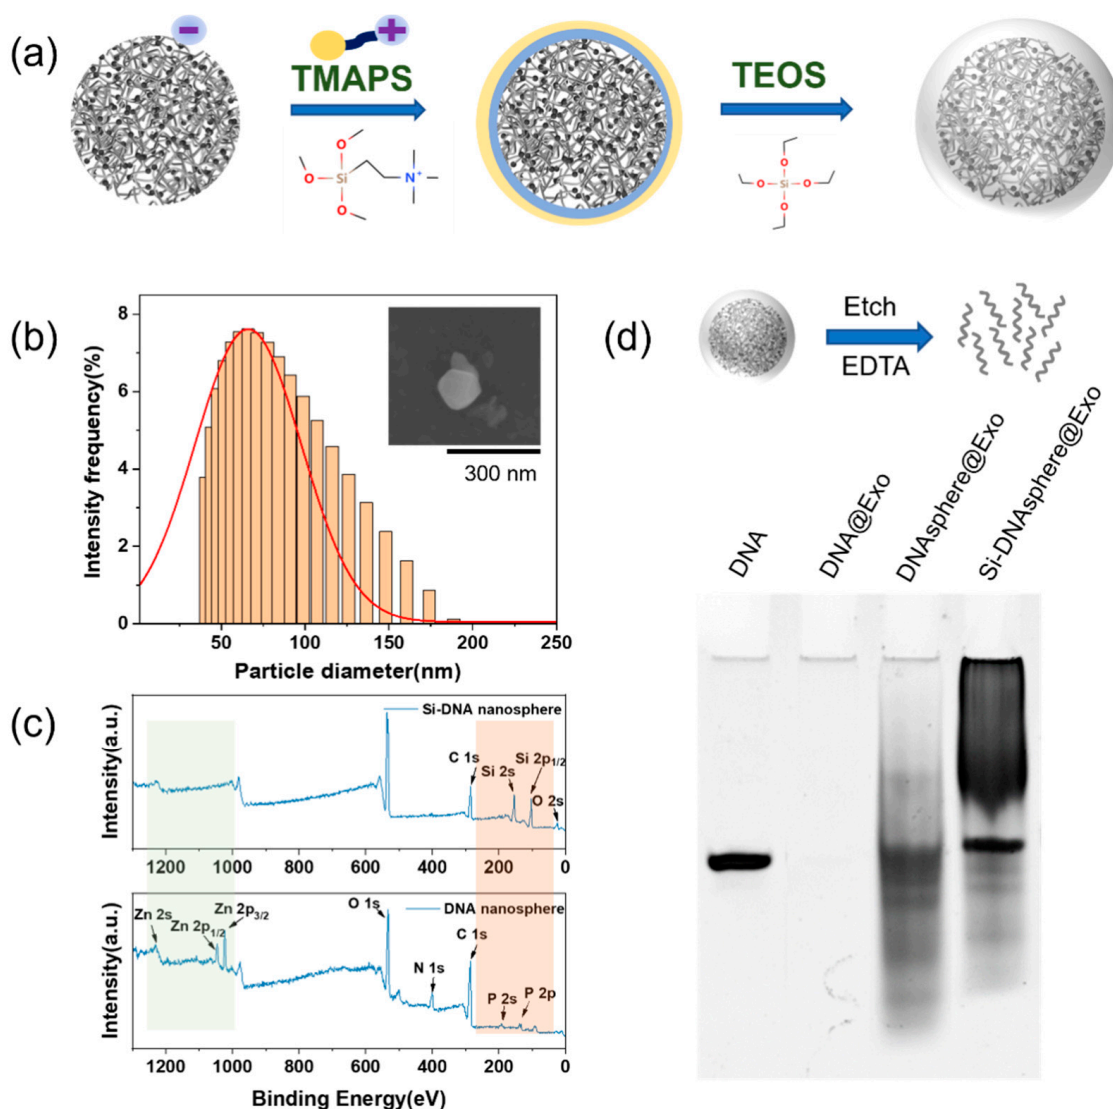 (a)
-
+
TMAPS
TEOS
O
O
Si
N⁺
O
O
O
Si
O
O
(b)
Intensity frequency(%)
8
6
4
2
0
50
100
150
200
250
Particle diameter(nm)
300 nm
(c)
Intensity(a.u.)
Si-DNA nanosphere
C 1s
Si 2s
Si 2p1/2
O 2s
1200 1000 800 600 400 200 0
Intensity(a.u.)
DNA nanosphere
Zn 2s
Zn 2p1/2
Zn 2p3/2
O 1s
N 1s
C 1s
P 2s
P 2p
1200 1000 800 600 400 200 0
Binding Energy(eV)
(d)
Etch
EDTA
DNA
DNA@Exo
DNAsphere@Exo
Si-DNAsphere@Exo